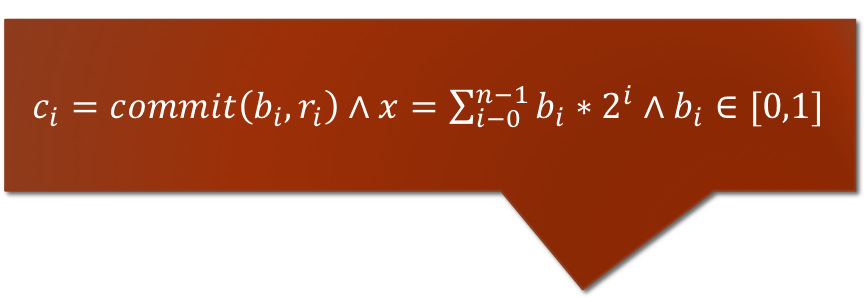 c_i = commit(b_i, r_i) ∧ x = ∑_{i-0}^{n-1} b_i * 2^i ∧ b_i ∈ [0,1]